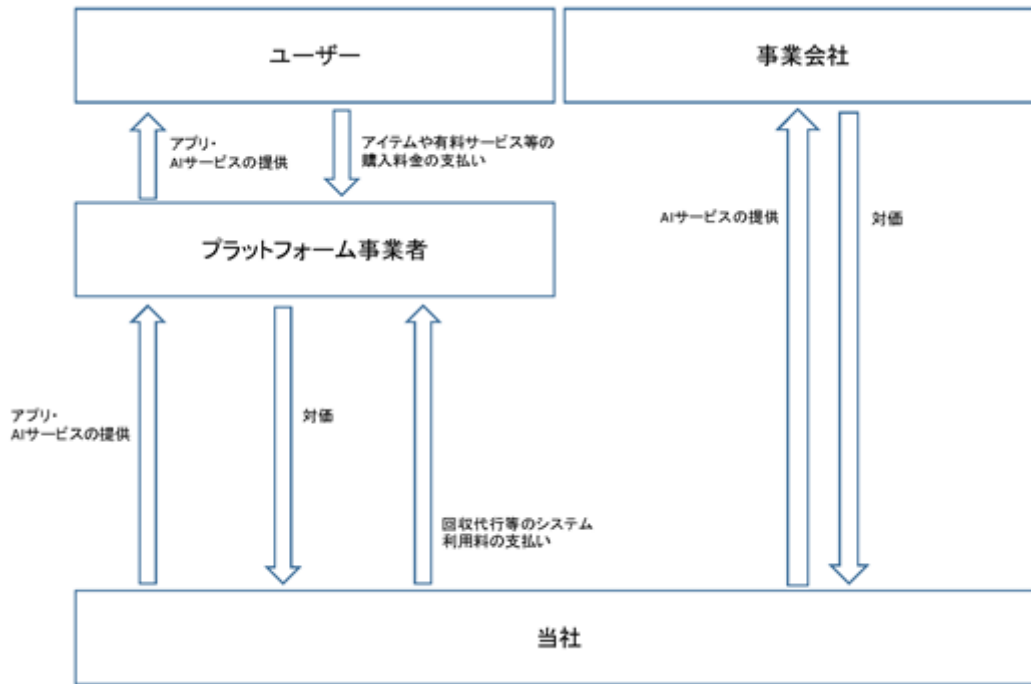 ユーザー
事業会社
アプリ・
AIサービスの提供
アイテムや有料サービス等の
購入料金の支払い
プラットフォーム事業者
AIサービスの提供
対価
アプリ・
AIサービスの提供
対価
回収代行等のシステム
利用料の支払い
当社